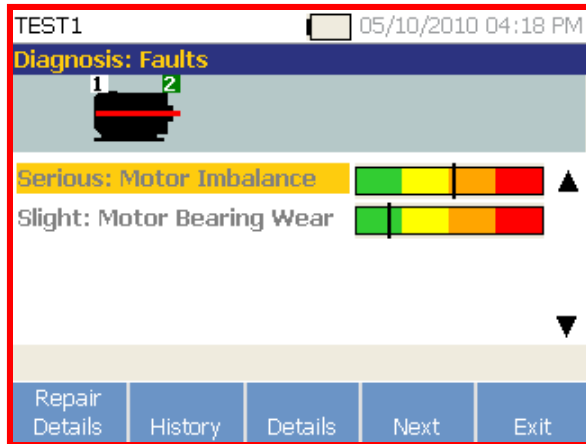 TEST1 05/10/2010 04:18 PM
Diagnosis: Faults
1 2
Serious: Motor Imbalance
Slight: Motor Bearing Wear
Repair
Details History Details Next Exit